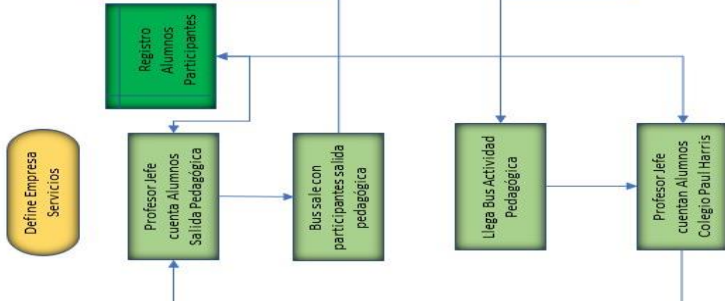 Define Empresa
Servicios
Registro
Alumnos
Participantes
Profesor Jefe
cuenta Alumnos
Salida Pedagógica
Bus sale con
participantes salida
pedagógica
Llega Bus Actividad
Pedagógica
Profesor Jefe
cuentan Alumnos
Colegio Paul Harris